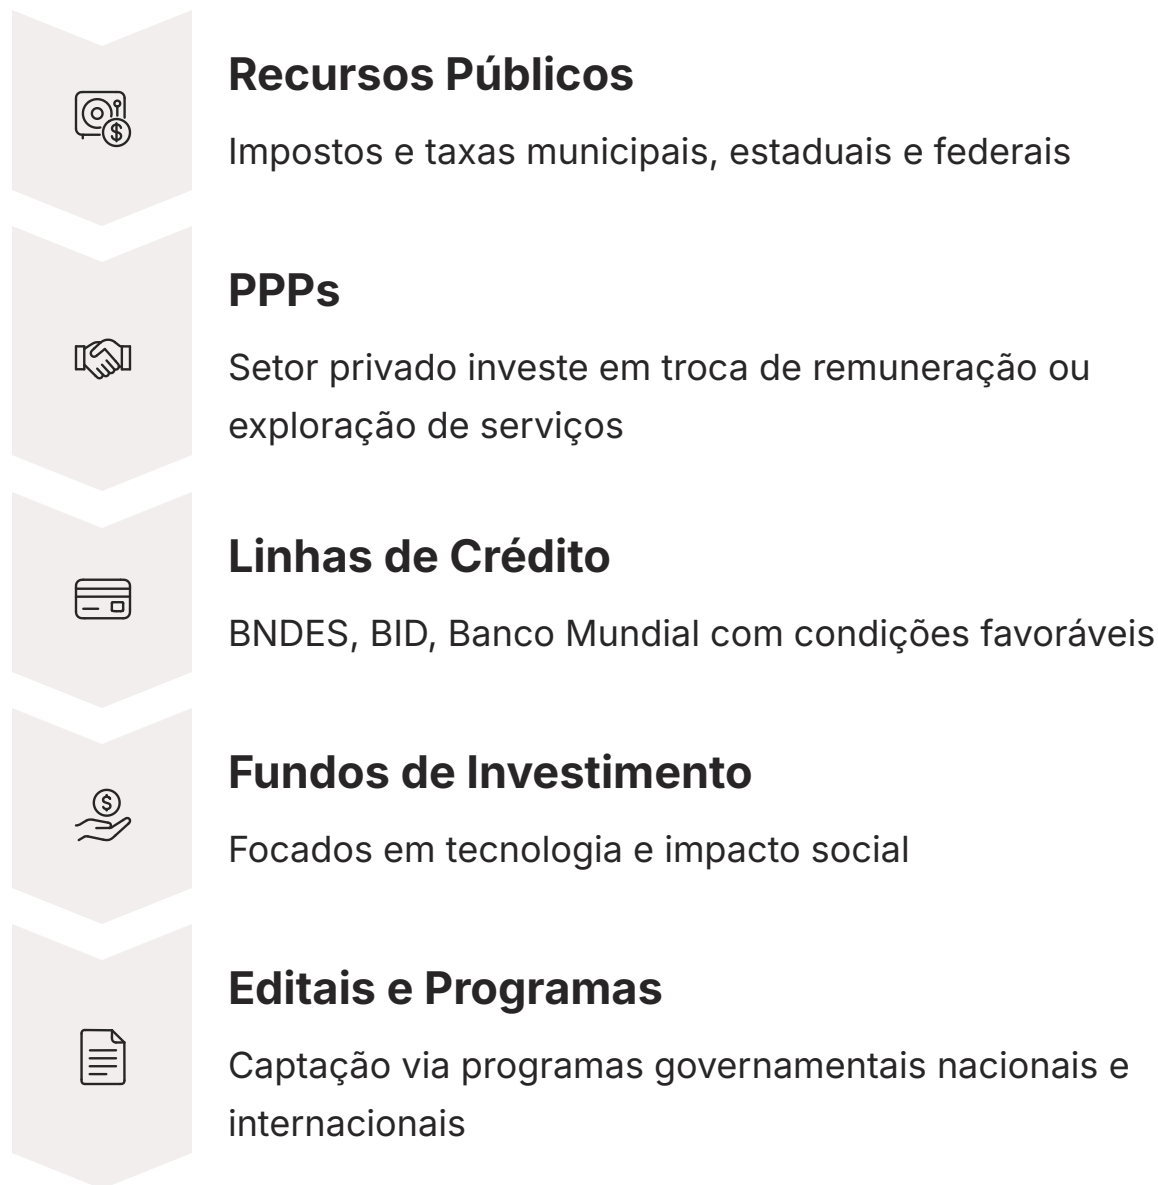 Recursos Públicos
Impostos e taxas municipais, estaduais e federais
PPPs
Setor privado investe em troca de remuneração ou
exploração de serviços
Linhas de Crédito
BNDES, BID, Banco Mundial com condições favoráveis
Fundos de Investimento
Focados em tecnologia e impacto social
Editais e Programas
Captação via programas governamentais nacionais e
internacionais